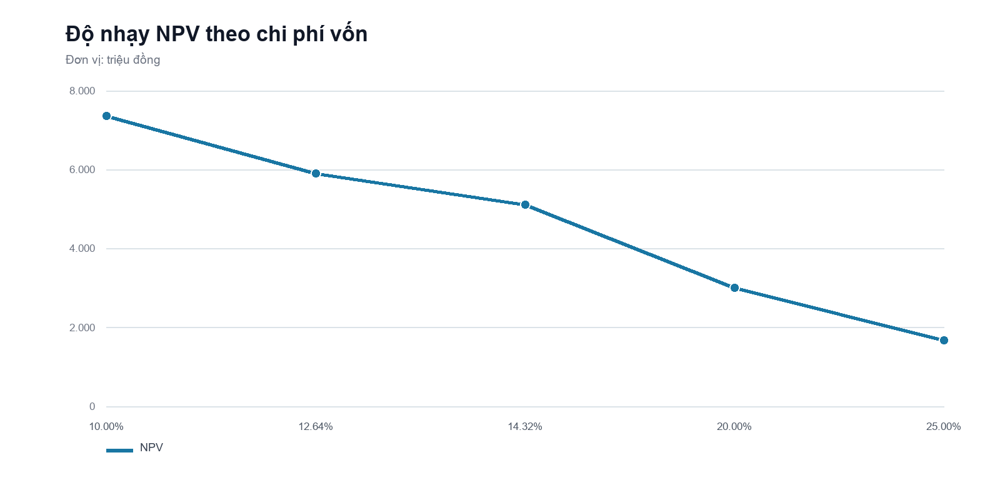 Độ nhạy NPV theo chi phí vốn
Đơn vị: triệu đồng
8.000
6.000
4.000
2.000
0
10.00% 12.64% 14.32% 20.00% 25.00%
NPV